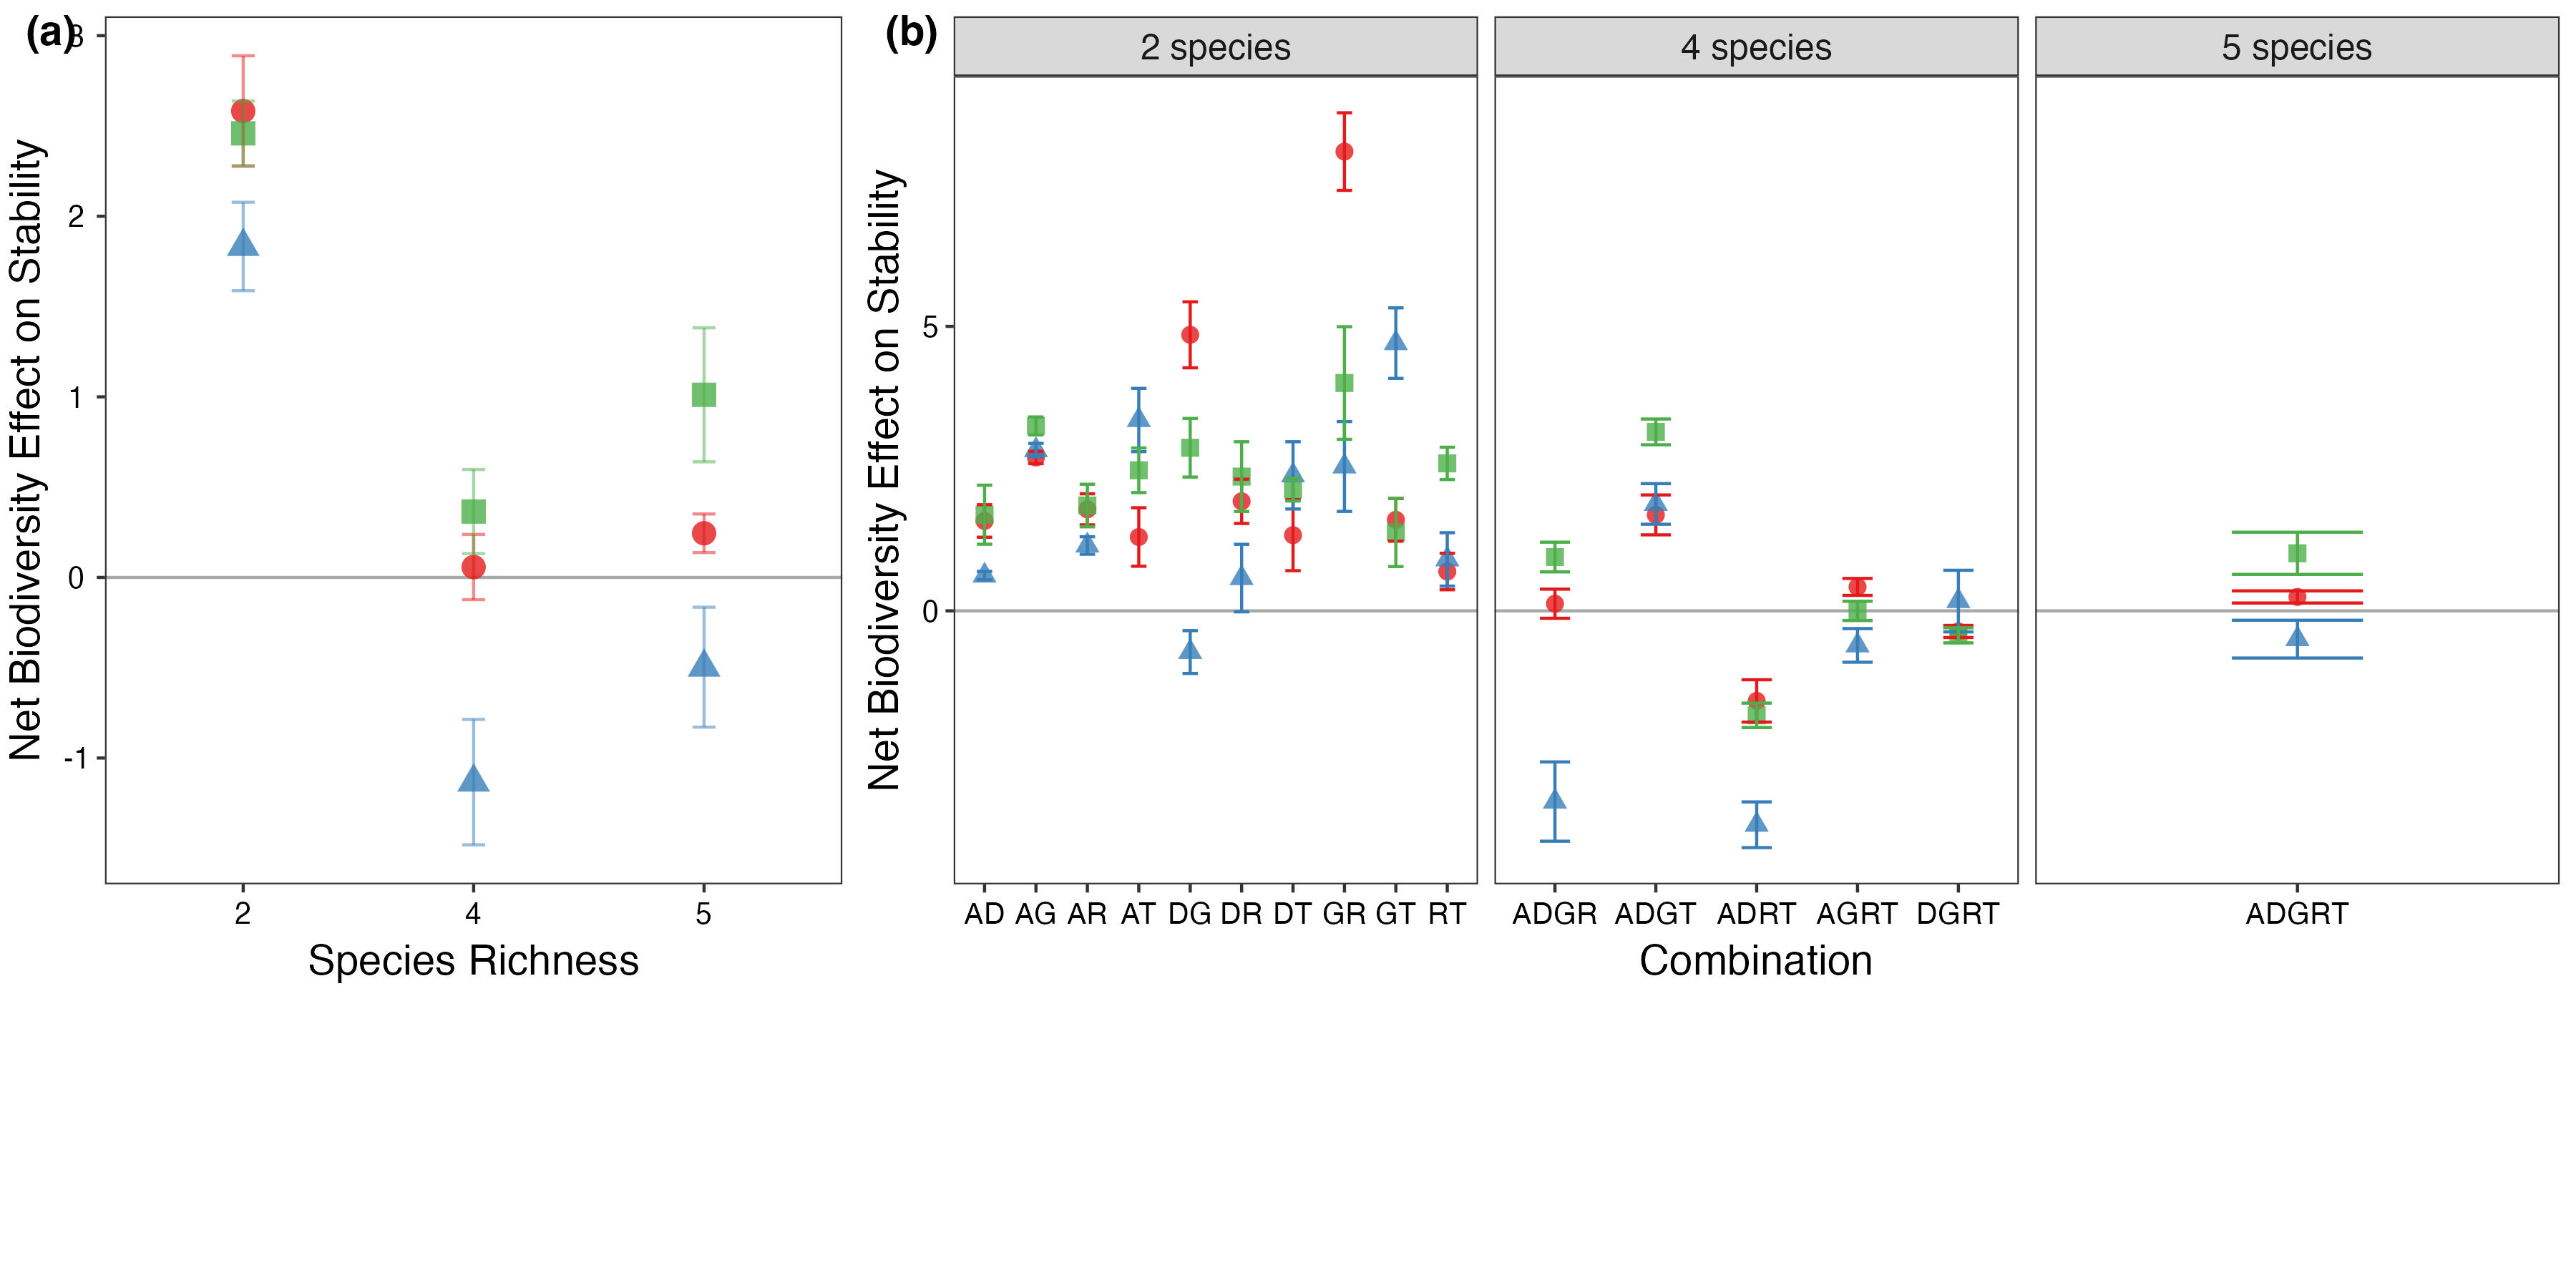 (a)
Net Biodiversity Effect on Stability
3
2
1
0
-1
2 4 5
Species Richness
(b)
Net Biodiversity Effect on Stability
5
0
2 species 4 species 5 species
AD AG AR AT DG DR DT GR GT RT ADGR ADGT ADRT AGRT DGRT ADGRT
Combination